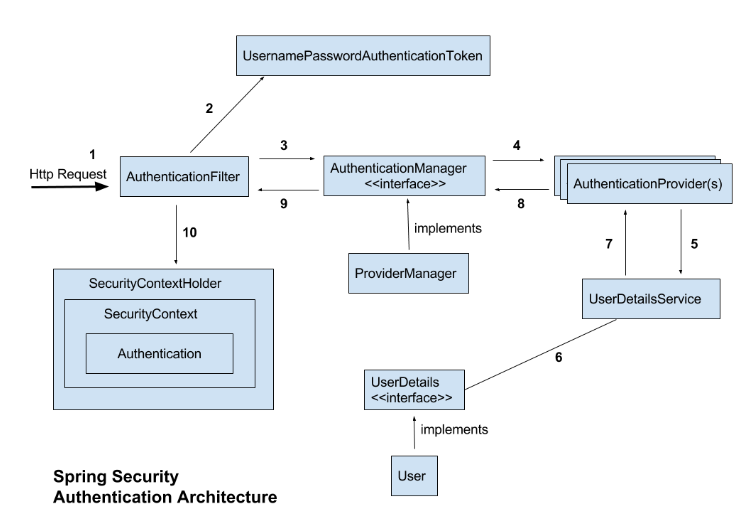 UsernamePasswordAuthenticationToken
2
1
Http Request
AuthenticationFilter
3
9
AuthenticationManager
<<interface>>
4
8
AuthenticationProvider(s)
10
implements
ProviderManager
7
5
UserDetailsService
SecurityContextHolder
SecurityContext
Authentication
6
UserDetails
<<interface>>
implements
User
Spring Security
Authentication Architecture